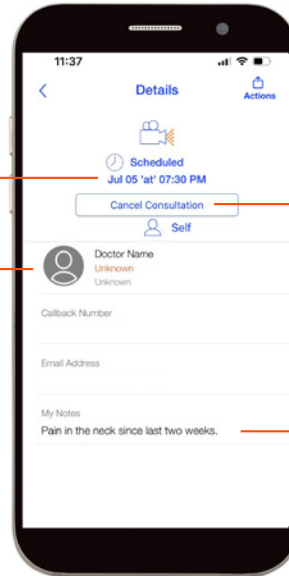 11:37
Details
Actions
Scheduled
Jul 05 'at' 07:30 PM
Cancel Consultation
Self
Doctor Name
Unknown
Unknown
Callback Number
Email Address
My Notes
Pain in the neck since last two weeks.